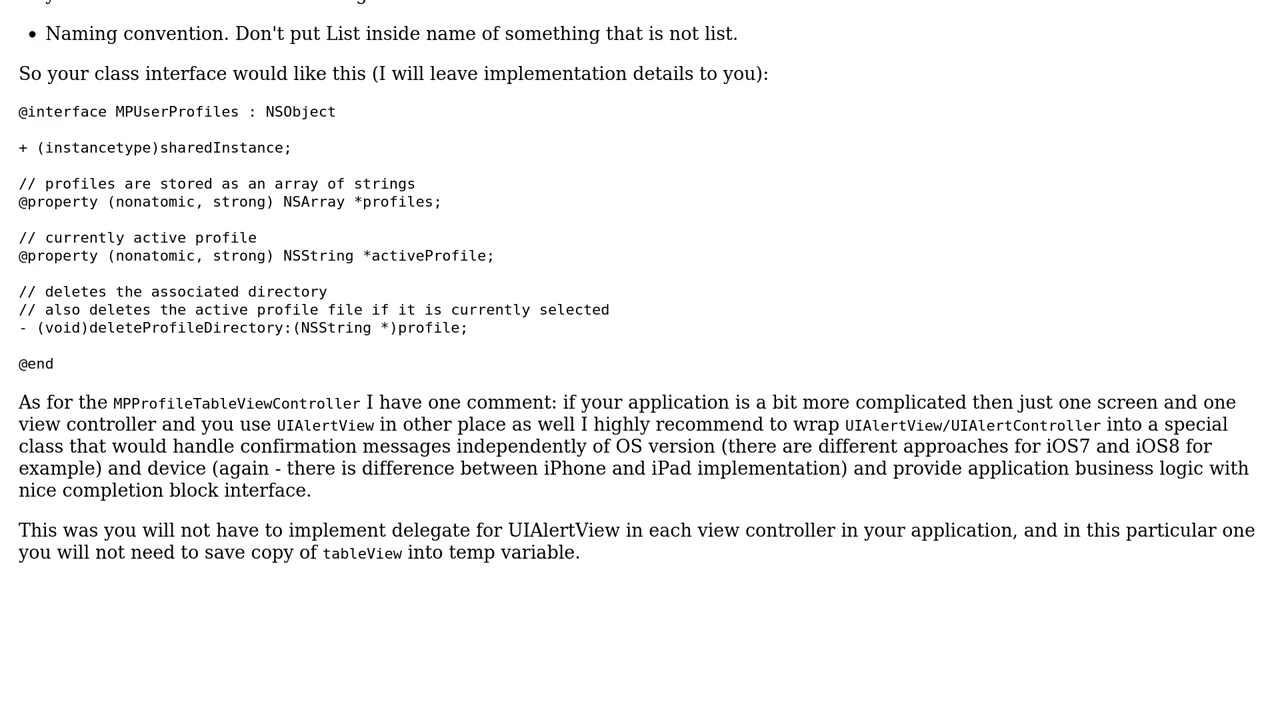 • Naming convention. Don't put List inside name of something that is not list.
So your class interface would like this (I will leave implementation details to you):
@interface MPUserProfiles : NSObject
+ (instancetype)sharedInstance;
// profiles are stored as an array of strings
@property (nonatomic, strong) NSArray *profiles;
// currently active profile
@property (nonatomic, strong) NSString *activeProfile;
// deletes the associated directory
// also deletes the active profile file if it is currently selected
- (void)deleteProfileDirectory:(NSString *)profile;
@end
As for the MPProfileTableViewController I have one comment: if your application is a bit more complicated then just one screen and one
view controller and you use UIAlertView in other place as well I highly recommend to wrap UIAlertView/UIAlertController into a special
class that would handle confirmation messages independently of OS version (there are different approaches for iOS7 and iOS8 for
example) and device (again - there is difference between iPhone and iPad implementation) and provide application business logic with
nice completion block interface.
This was you will not have to implement delegate for UIAlertView in each view controller in your application, and in this particular one
you will not need to save copy of tableView into temp variable.